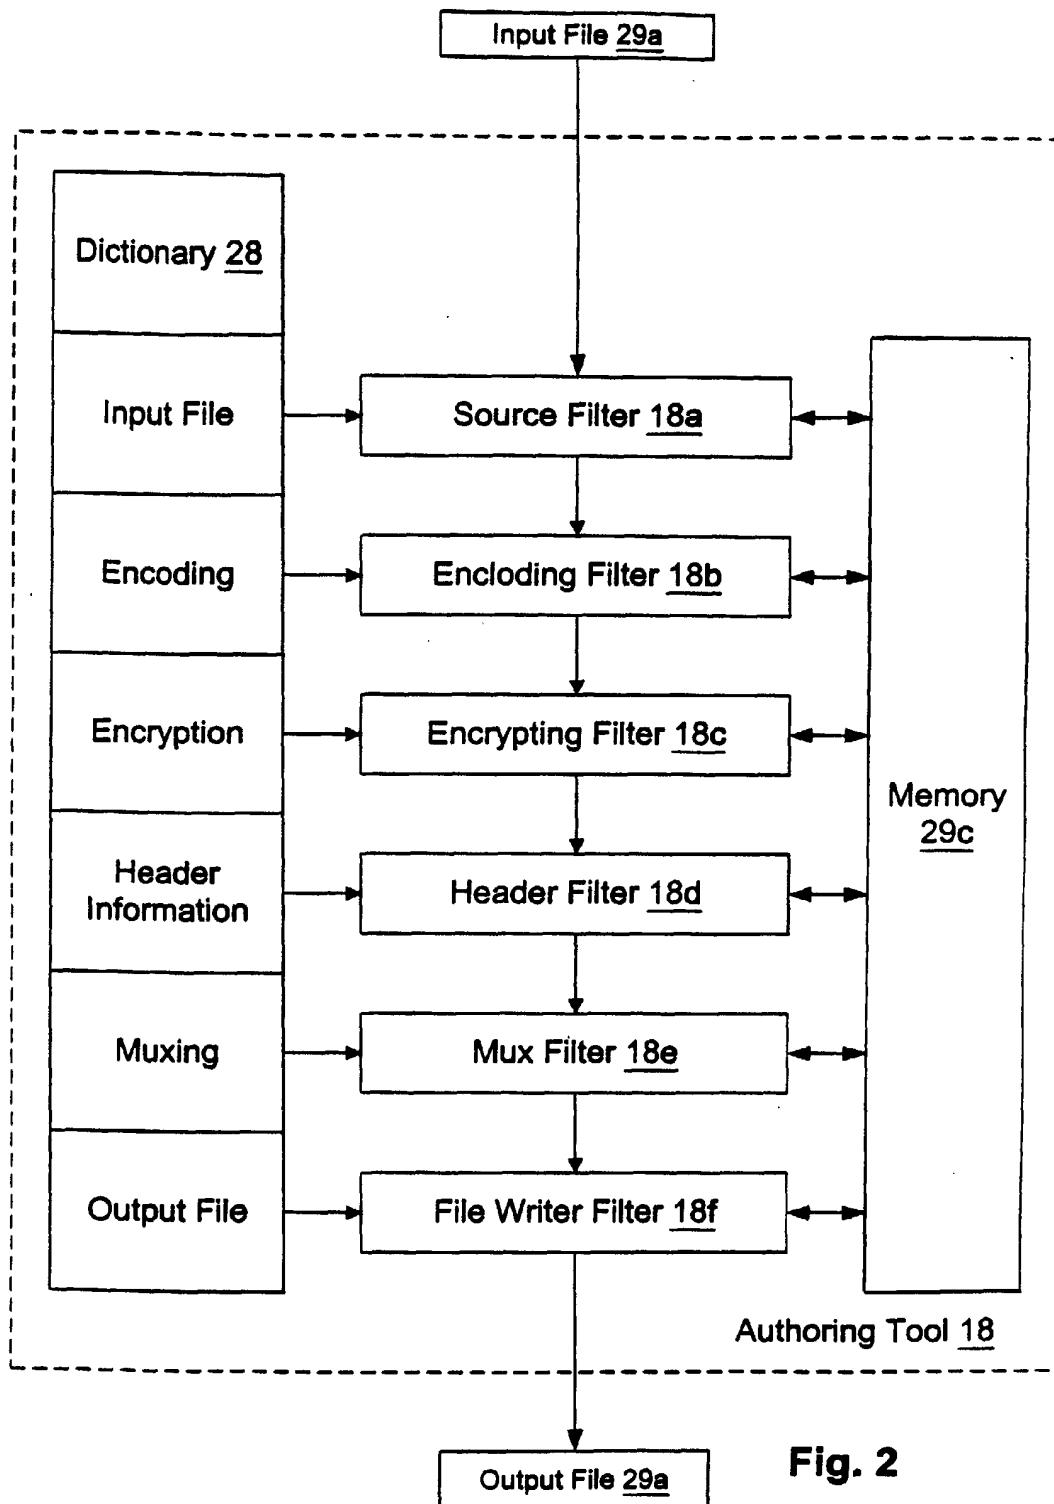 Input File 29a
Dictionary 28
Input File
Source Filter 18a
Encoding
Encloding Filter 18b
Encryption
Encrypting Filter 18c
Memory
29c
Header
Information
Header Filter 18d
Muxing
Mux Filter 18e
Output File
File Writer Filter 18f
Authoring Tool 18
Output File 29a
Fig. 2